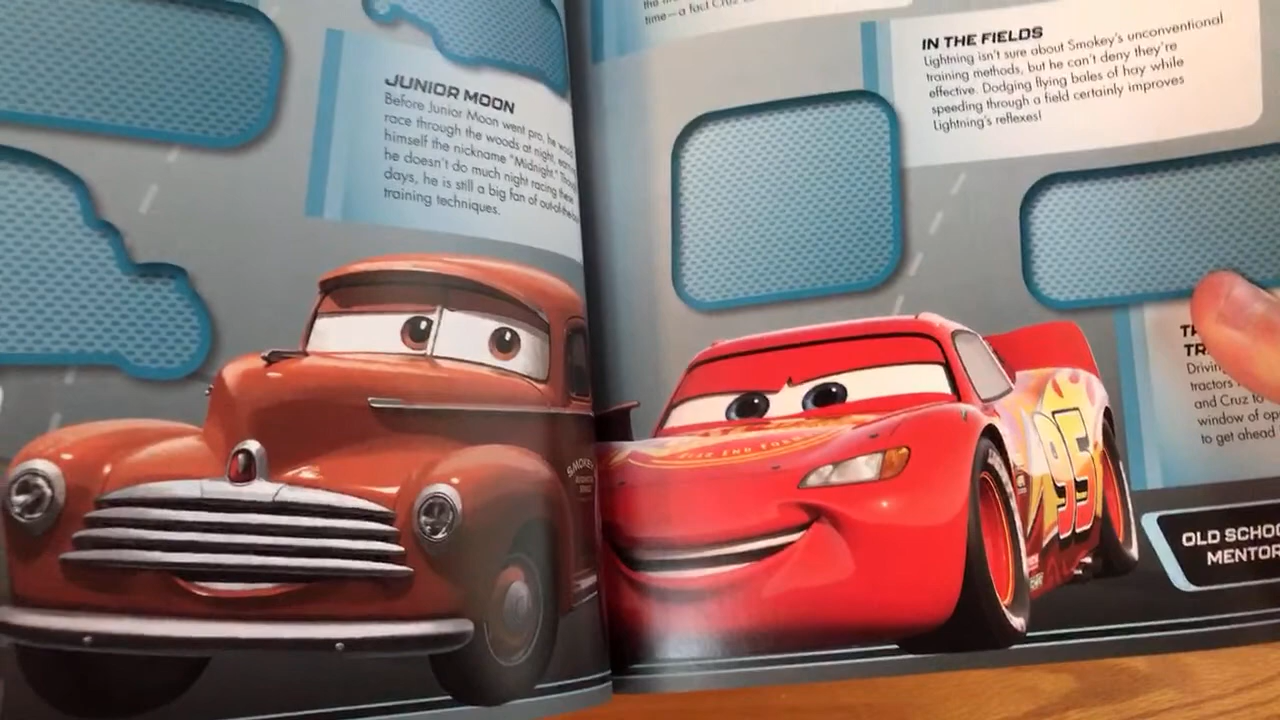 JUNIOR MOON
Before Junior Moon went pro, he
race through the woods at night,
himself the nickname "Midnight."
he doesn't do much night racing these
days, he is still a big fan of
training techniques.
time—a fact Cruz
IN THE FIELDS
Lightning isn't sure about Smokey's unconventional
training methods, but he can't deny they're
effective. Dodging flying bales of hay while
speeding through a field certainly improves
Lightning's reflexes!
tractors
and Cruz to
window of
to get ahead
SMOKEY
95
OLD
MENTOR